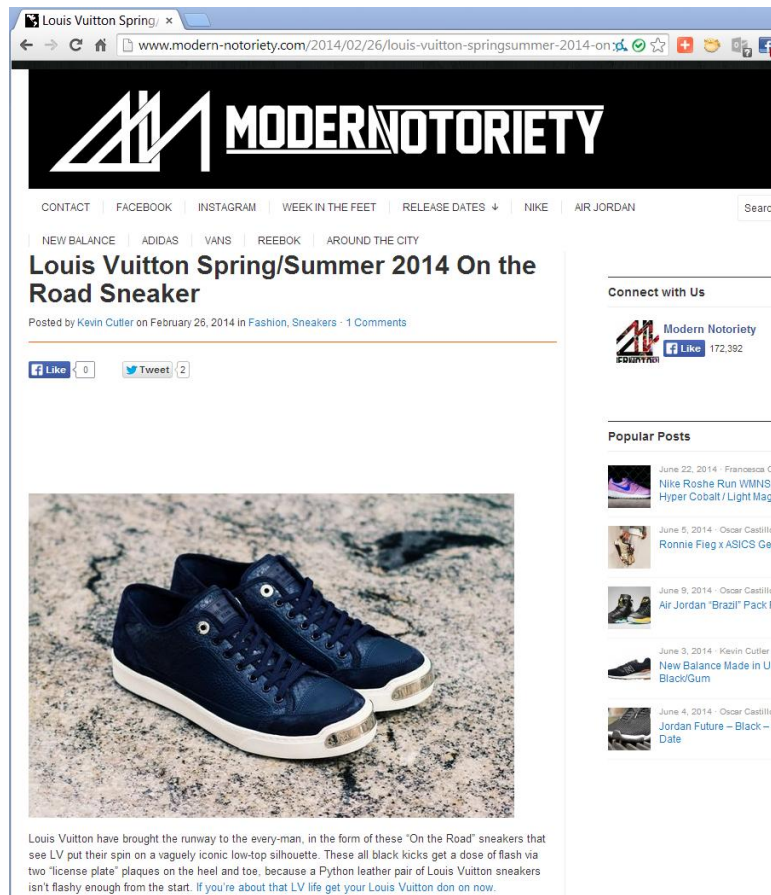 Louis Vuitton Spring/
www.modern-notoriety.com/2014/02/26/louis-vuitton-springsummer-2014-on
MODERNNOTORIETY
CONTACT FACEBOOK INSTAGRAM WEEK IN THE FEET RELEASE DATES ↓ NIKE AIR JORDAN
Searc
NEW BALANCE ADIDAS VANS REEBOK AROUND THE CITY
Louis Vuitton Spring/Summer 2014 On the
Road Sneaker
Posted by Kevin Cutler on February 26, 2014 in Fashion, Sneakers · 1 Comments
Like 0 Tweet 2
Louis Vuitton have brought the runway to the every-man, in the form of these "On the Road" sneakers that
see LV put their spin on a vaguely iconic low-top silhouette. These all black kicks get a dose of flash via
two "license plate" plaques on the heel and toe, because a Python leather pair of Louis Vuitton sneakers
isn't flashy enough from the start. If you're about that LV life get your Louis Vuitton don on now.
Connect with Us
Modern Notoriety
Like 172,392
Popular Posts
June 22, 2014 · Francesca
Nike Roshe Run WMNS
Hyper Cobalt / Light Mag
June 5, 2014 · Oscar Castillo
Ronnie Fieg x ASICS Ge
June 9, 2014 · Oscar Castillo
Air Jordan "Brazil" Pack
June 3, 2014 · Kevin Cutler
New Balance Made in U
Black/Gum
June 4, 2014 · Oscar Castillo
Jordan Future – Black –
Date